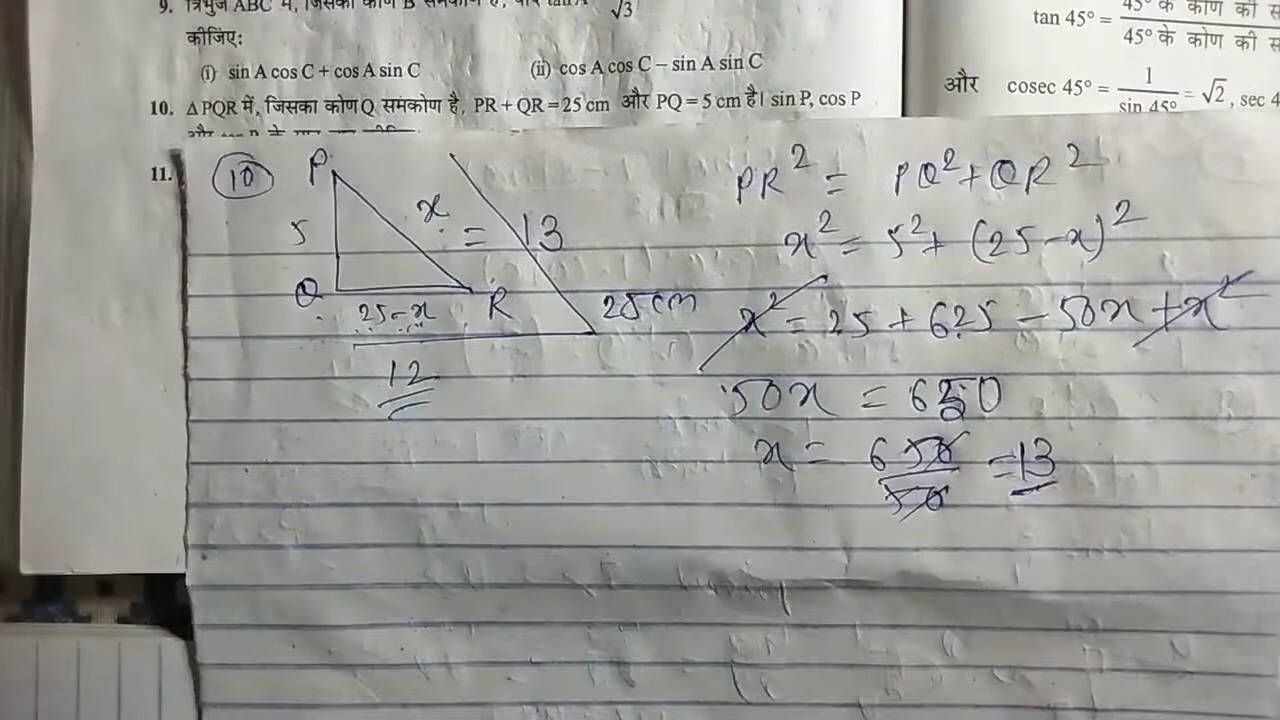 9. त्रिभुज ABC में, जिसका कोण B समकोण है, यदि tan A √3
कीजिए:
(i) sin A cos C + cos A sin C (ii) cos A cos C − sin A sin C
10. Δ PQR में, जिसका कोण Q समकोण है, PR + QR = 25 cm और PQ = 5 cm है। sin P, cos P
11.
tan 45° = 45° के कोण की स
45° के कोण की स
और cosec 45° = 1/sin 45° = √2, sec 4
10
P
5
x = 13
Q
25-x
R
25cm
12
PR² = PQ² + QR²
x² = 5² + (25-x)²
x² = 25 + 625 - 50x + x²
50x = 650
x = 650/50 = 13